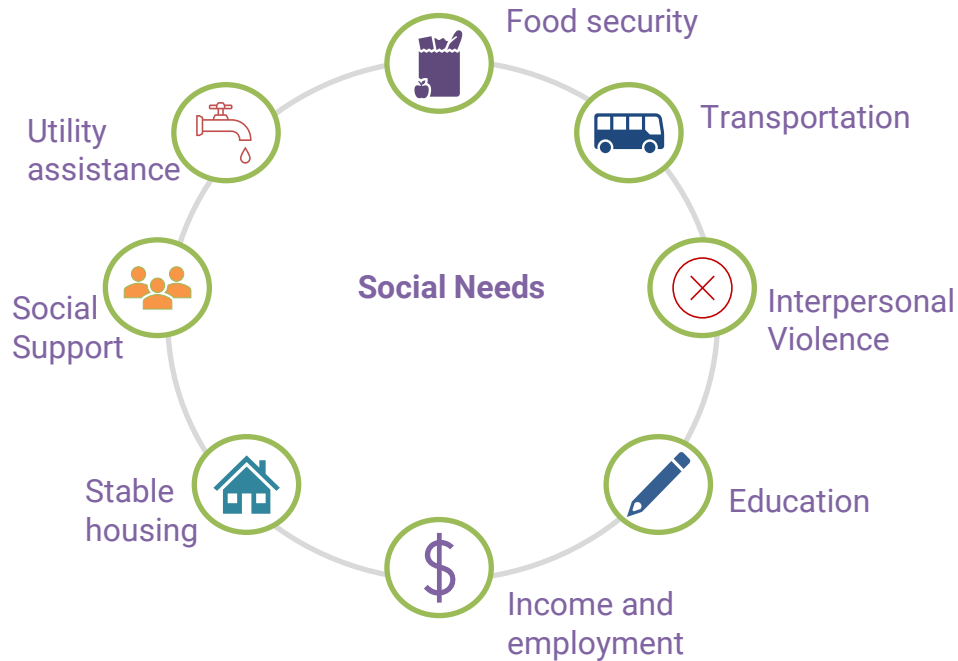 Food security
Transportation
Utility
assistance
Social Needs
Interpersonal
Violence
Social
Support
Stable
housing
Education
$
Income and
employment